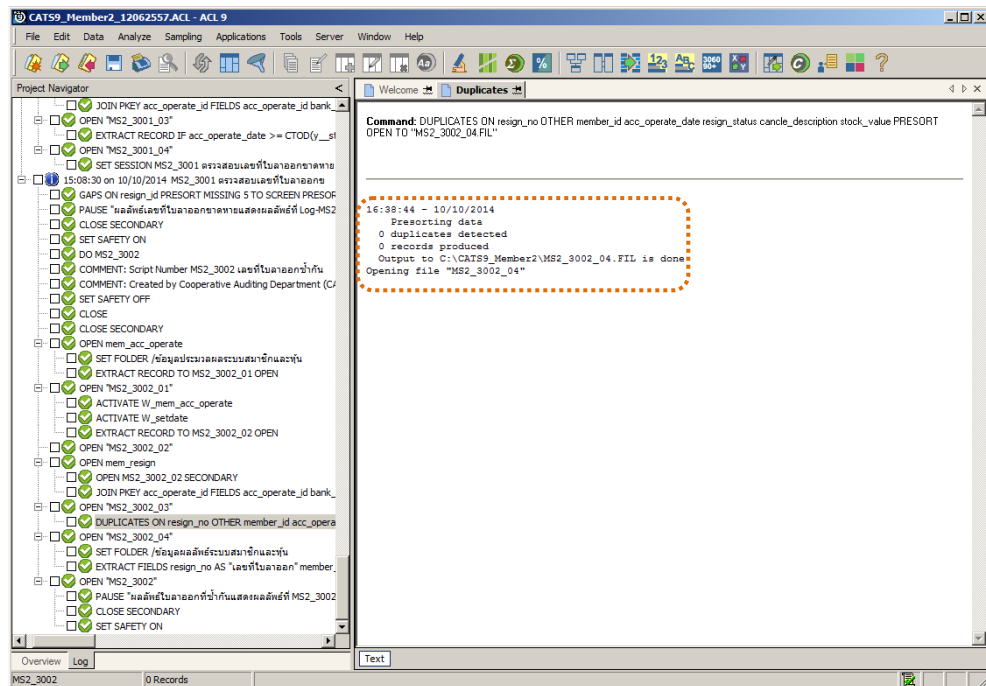 CATS9_Member2_12062557.ACL - ACL 9
File Edit Data Analyze Sampling Applications Tools Server Window Help
Project Navigator <
JOIN PKEY acc_operate_id FIELDS acc_operate_id bank_
OPEN "MS2_3001_03"
EXTRACT RECORD IF acc_operate_date >= CTOD(y__st
OPEN "MS2_3001_04"
SET SESSION MS2_3001 ตรวจสอบเลขที่ใบลาออกขาดหาย
15:08:30 on 10/10/2014 MS2_3001 ตรวจสอบเลขที่ใบลาออกข
GAPS ON resign_id PRESORT MISSING 5 TO SCREEN PRESOR
PAUSE "ผลลัพธ์เลขที่ใบลาออกขาดหายแสดงผลลัพธ์ที่ Log-MS2
CLOSE SECONDARY
SET SAFETY ON
DO MS2_3002
COMMENT: Script Number MS2_3002 เลขที่ใบลาออกซ้ำกัน
COMMENT: Created by Cooperative Auditing Department (CA
SET SAFETY OFF
CLOSE
CLOSE SECONDARY
OPEN mem_acc_operate
SET FOLDER /ข้อมูลประมวลผลระบบสมาชิกและหุ้น
EXTRACT RECORD TO MS2_3002_01 OPEN
OPEN "MS2_3002_01"
ACTIVATE W_mem_acc_operate
ACTIVATE W_setdate
EXTRACT RECORD TO MS2_3002_02 OPEN
OPEN "MS2_3002_02"
OPEN mem_resign
OPEN MS2_3002_02 SECONDARY
JOIN PKEY acc_operate_id FIELDS acc_operate_id bank_
OPEN "MS2_3002_03"
DUPLICATES ON resign_no OTHER member_id acc_opera
OPEN "MS2_3002_04"
SET FOLDER /ข้อมูลผลลัพธ์ระบบสมาชิกและหุ้น
EXTRACT FIELDS resign_no AS "เลขที่ใบลาออก" member_
OPEN "MS2_3002"
PAUSE "ผลลัพธ์ใบลาออกที่ซ้ำกันแสดงผลลัพธ์ที่ MS2_3002
CLOSE SECONDARY
SET SAFETY ON
Overview Log
Welcome Duplicates
Command: DUPLICATES ON resign_no OTHER member_id acc_operate_date resign_status cancle_description stock_value PRESORT
OPEN TO "MS2_3002_04.FIL"
16:38:44 - 10/10/2014
Presorting data
0 duplicates detected
0 records produced
Output to C:\CATS9_Member2\MS2_3002_04.FIL is done
Opening file "MS2_3002_04"
Text
MS2_3002 0 Records